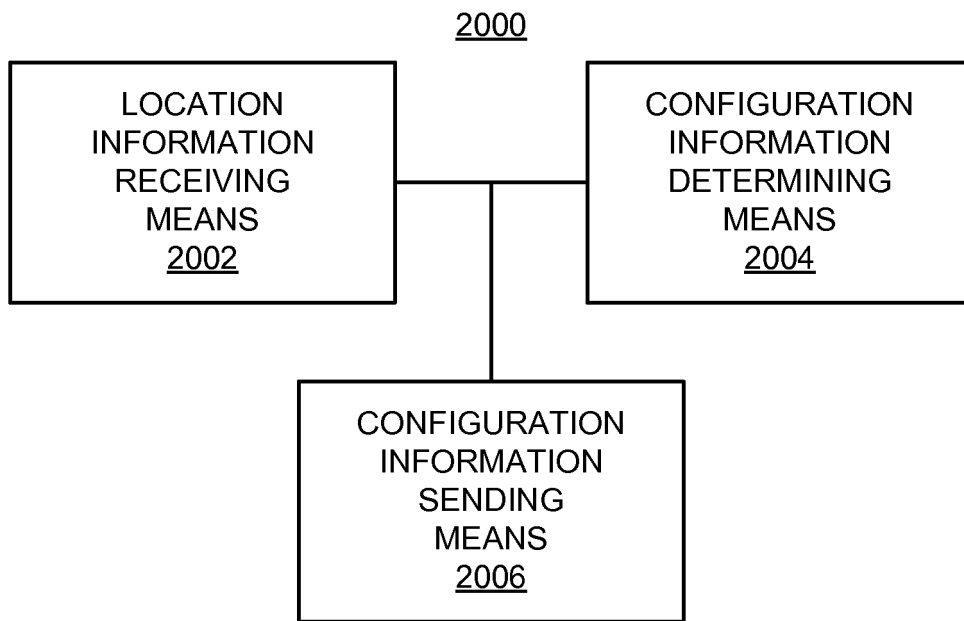 2000
LOCATION
INFORMATION
RECEIVING
MEANS
2002
CONFIGURATION
INFORMATION
DETERMINING
MEANS
2004
CONFIGURATION
INFORMATION
SENDING
MEANS
2006